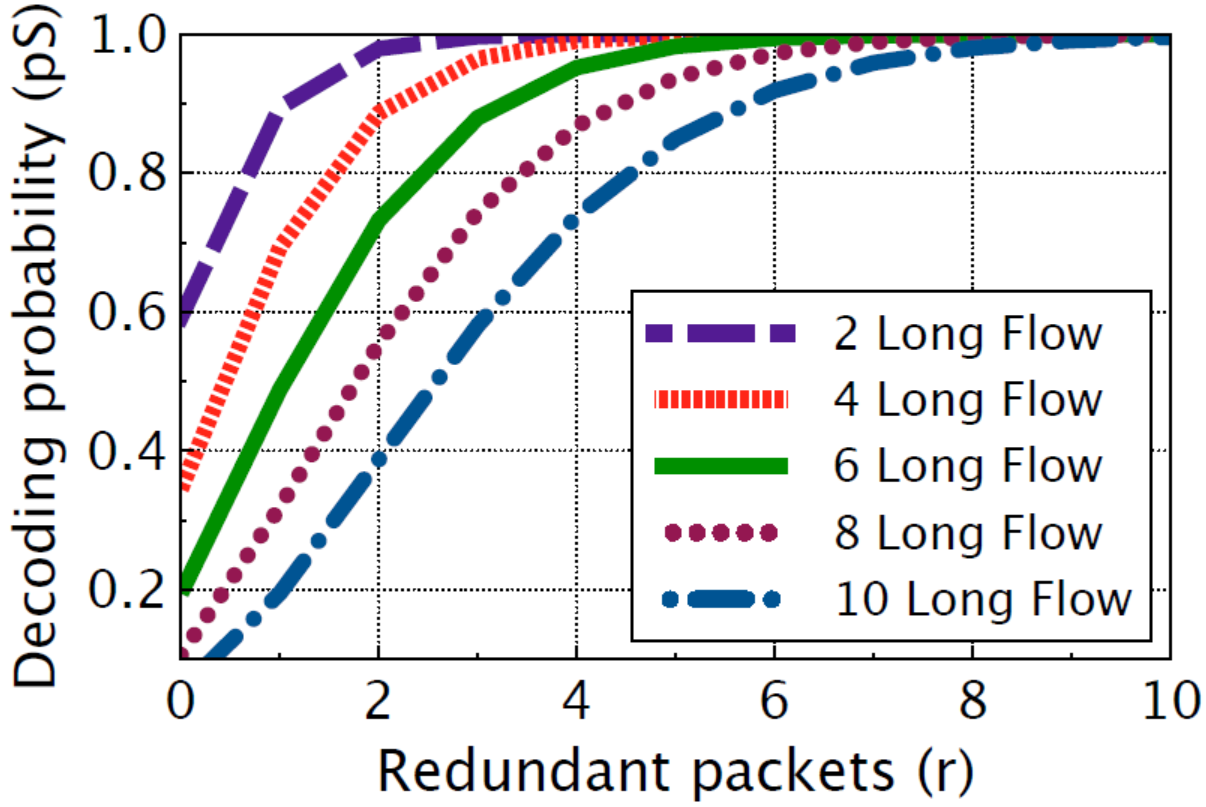 Decoding probability (pS)
1.0
0.8
0.6
0.4
0.2
0 2 4 6 8 10
Redundant packets (r)
2 Long Flow
4 Long Flow
6 Long Flow
8 Long Flow
10 Long Flow